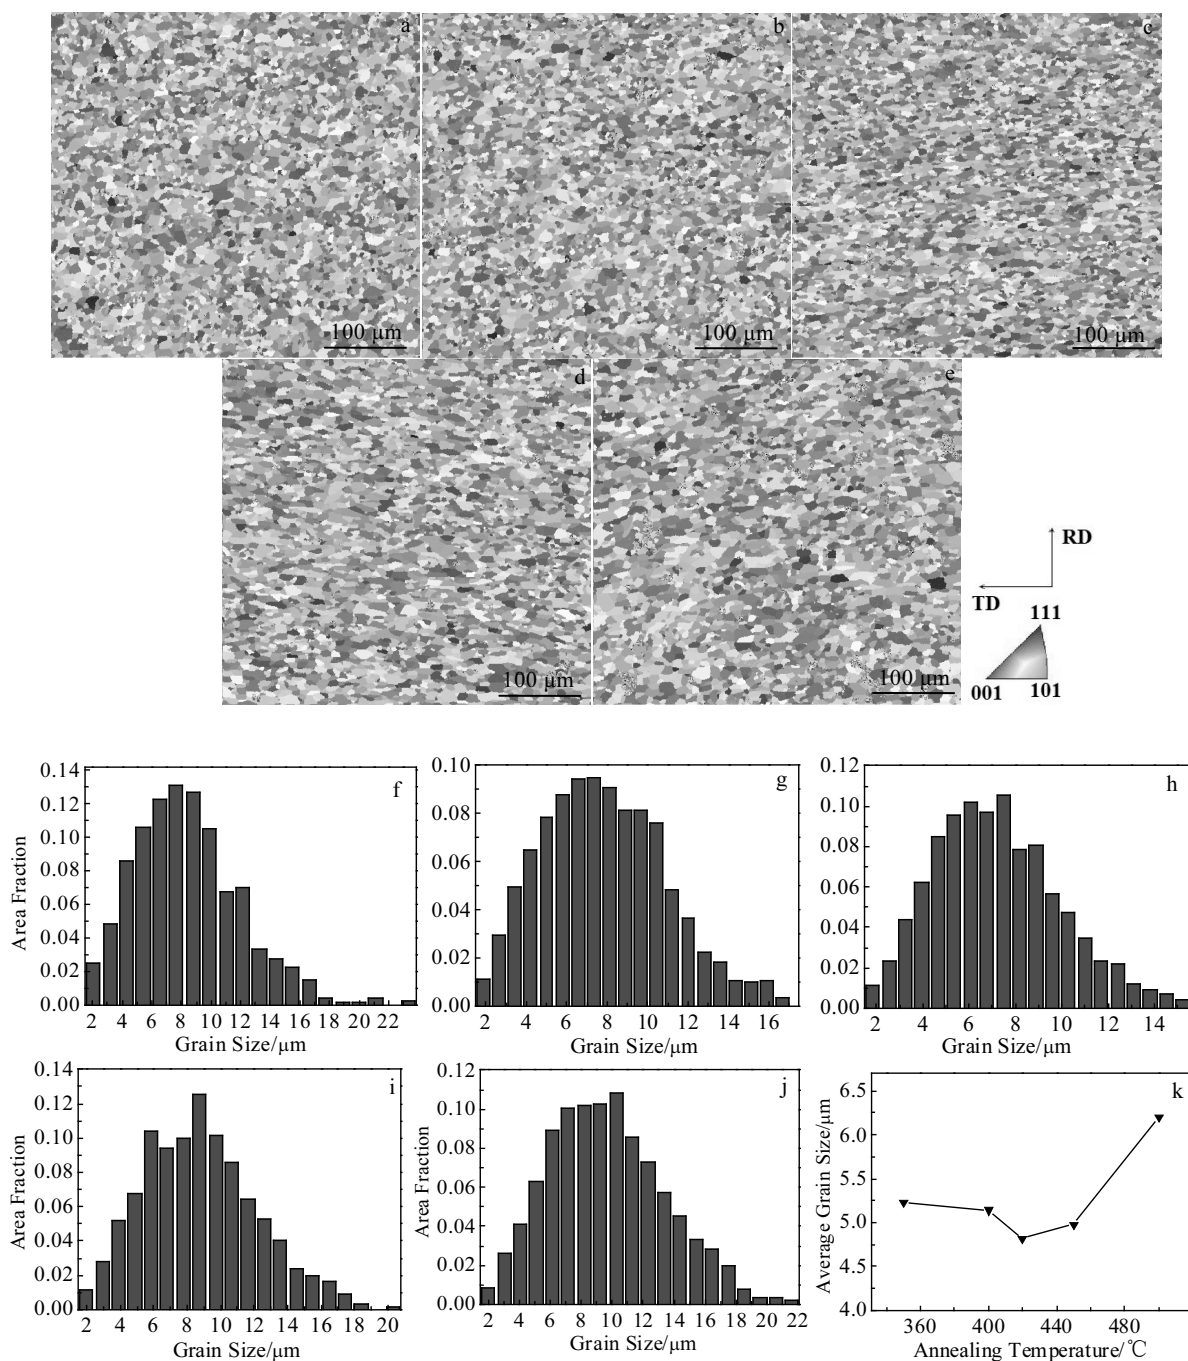 a
b
c
100 μm
100 μm
100 μm
d
e
100 μm
100 μm
RD
TD
111
001
101
f
0.14
0.12
0.10
0.08
0.06
0.04
0.02
0.00
Area Fraction
2 4 6 8 10 12 14 16 18 20 22
Grain Size/μm
g
0.10
0.08
0.06
0.04
0.02
0.00
2 4 6 8 10 12 14 16
Grain Size/μm
h
0.12
0.10
0.08
0.06
0.04
0.02
0.00
2 4 6 8 10 12 14
Grain Size/μm
i
0.14
0.12
0.10
0.08
0.06
0.04
0.02
0.00
Area Fraction
2 4 6 8 10 12 14 16 18 20
Grain Size/μm
j
0.12
0.10
0.08
0.06
0.04
0.02
0.00
Area Fraction
2 4 6 8 10 12 14 16 18 20 22
Grain Size/μm
k
6.5
6.0
5.5
5.0
4.5
4.0
Average Grain Size/μm
360 400 440 480
Annealing Temperature/℃